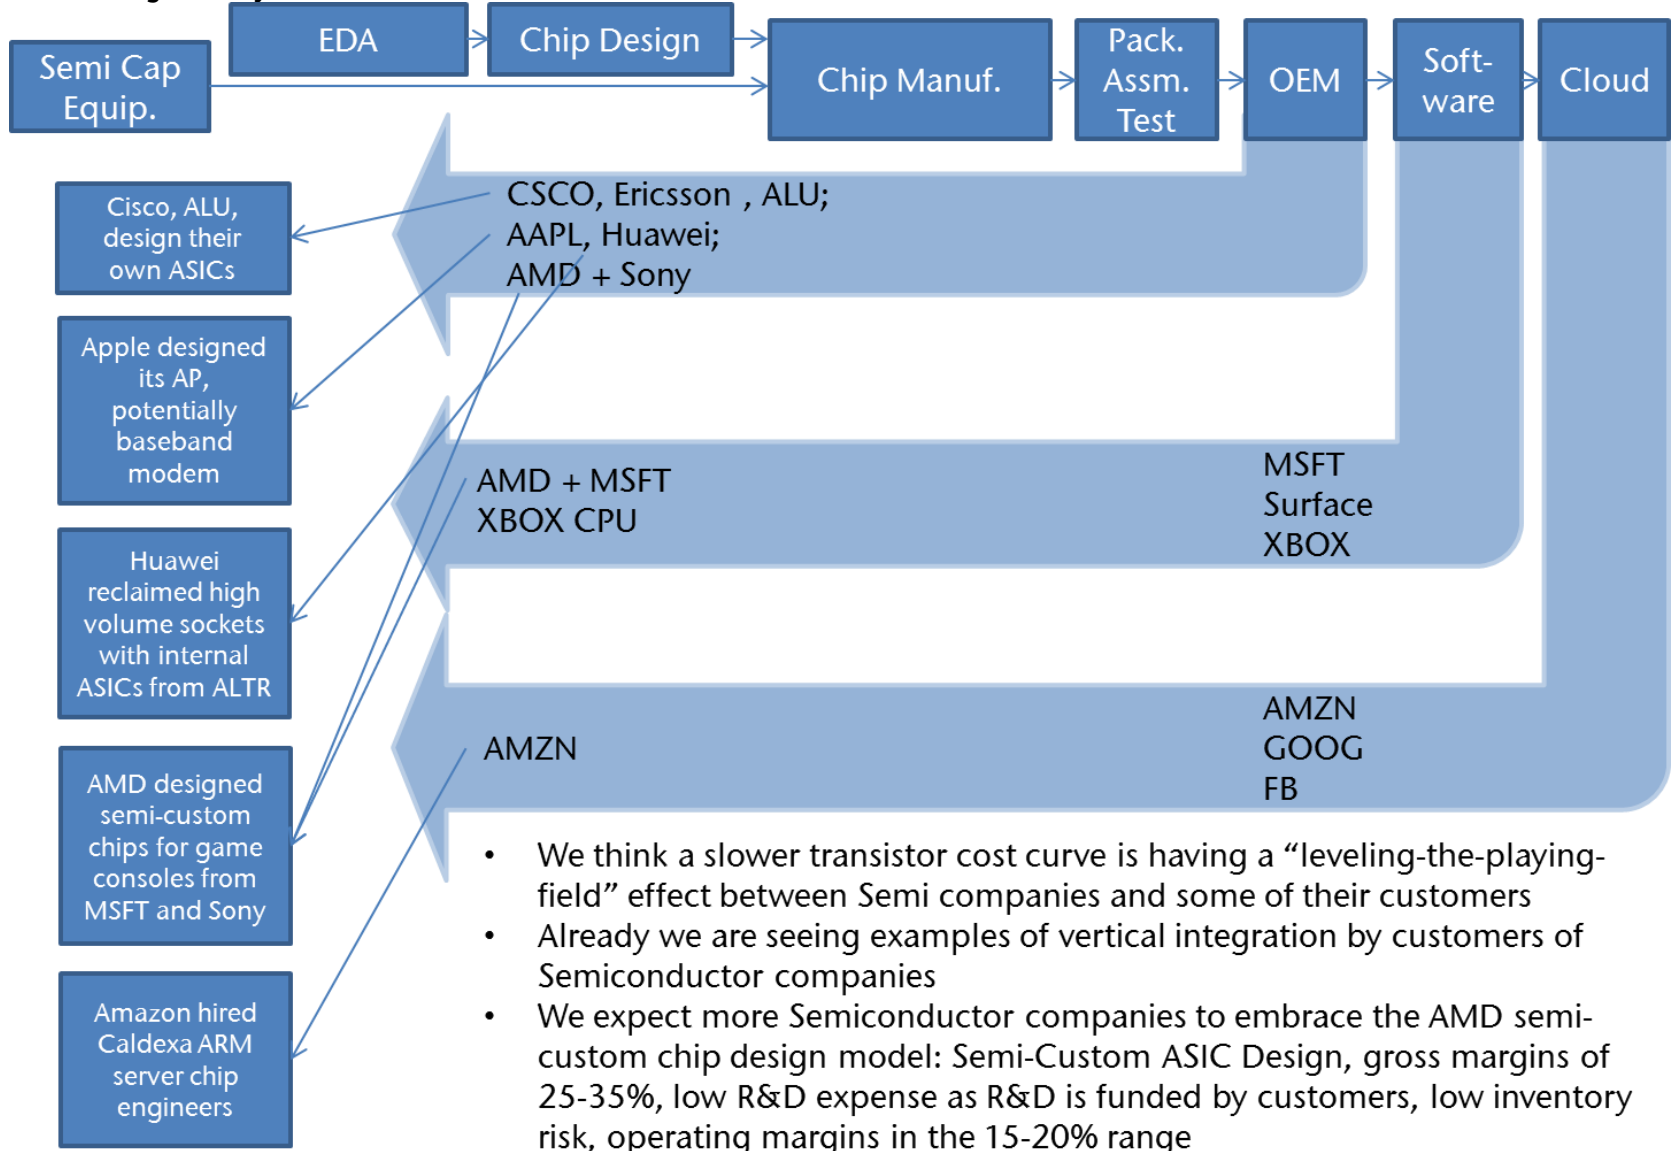 EDA
Chip Design
Semi Cap
Equip.
Chip Manuf.
Pack.
Assm.
Test
OEM
Soft-
ware
Cloud
CSCO, Ericsson , ALU;
AAPL, Huawei;
AMD + Sony
Cisco, ALU,
design their
own ASICs
Apple designed
its AP,
potentially
baseband
modem
AMD + MSFT
XBOX CPU
MSFT
Surface
XBOX
Huawei
reclaimed high
volume sockets
with internal
ASICs from ALTR
AMZN
AMZN
GOOG
FB
AMD designed
semi-custom
chips for game
consoles from
MSFT and Sony
Amazon hired
Caldexa ARM
server chip
engineers
• We think a slower transistor cost curve is having a “leveling-the-playing-
field” effect between Semi companies and some of their customers
• Already we are seeing examples of vertical integration by customers of
Semiconductor companies
• We expect more Semiconductor companies to embrace the AMD semi-
custom chip design model: Semi-Custom ASIC Design, gross margins of
25-35%, low R&D expense as R&D is funded by customers, low inventory
risk, operating margins in the 15-20% range